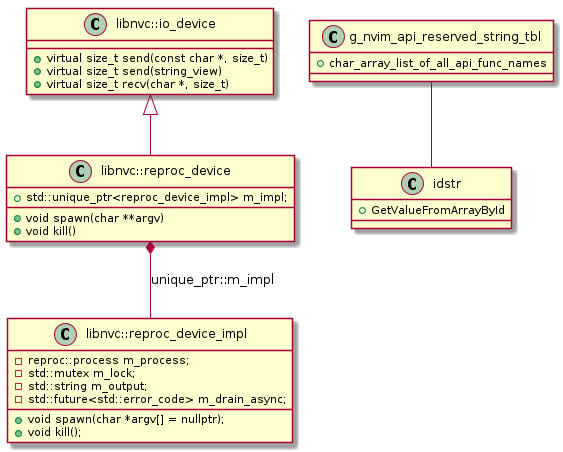 C libnvc::io_device
virtual size_t send(const char *, size_t)
virtual size_t send(string_view)
virtual size_t recv(char *, size_t)
C g_nvim_api_reserved_string_tbl
char_array_list_of_all_api_func_names
C libnvc::reproc_device
std::unique_ptr<reproc_device_impl> m_impl;
void spawn(char **argv)
void kill()
C idstr
GetValueFromArrayById
unique_ptr::m_impl
C libnvc::reproc_device_impl
reproc::process m_process;
std::mutex m_lock;
std::string m_output;
std::future<std::error_code> m_drain_async;
void spawn(char *argv[] = nullptr);
void kill();